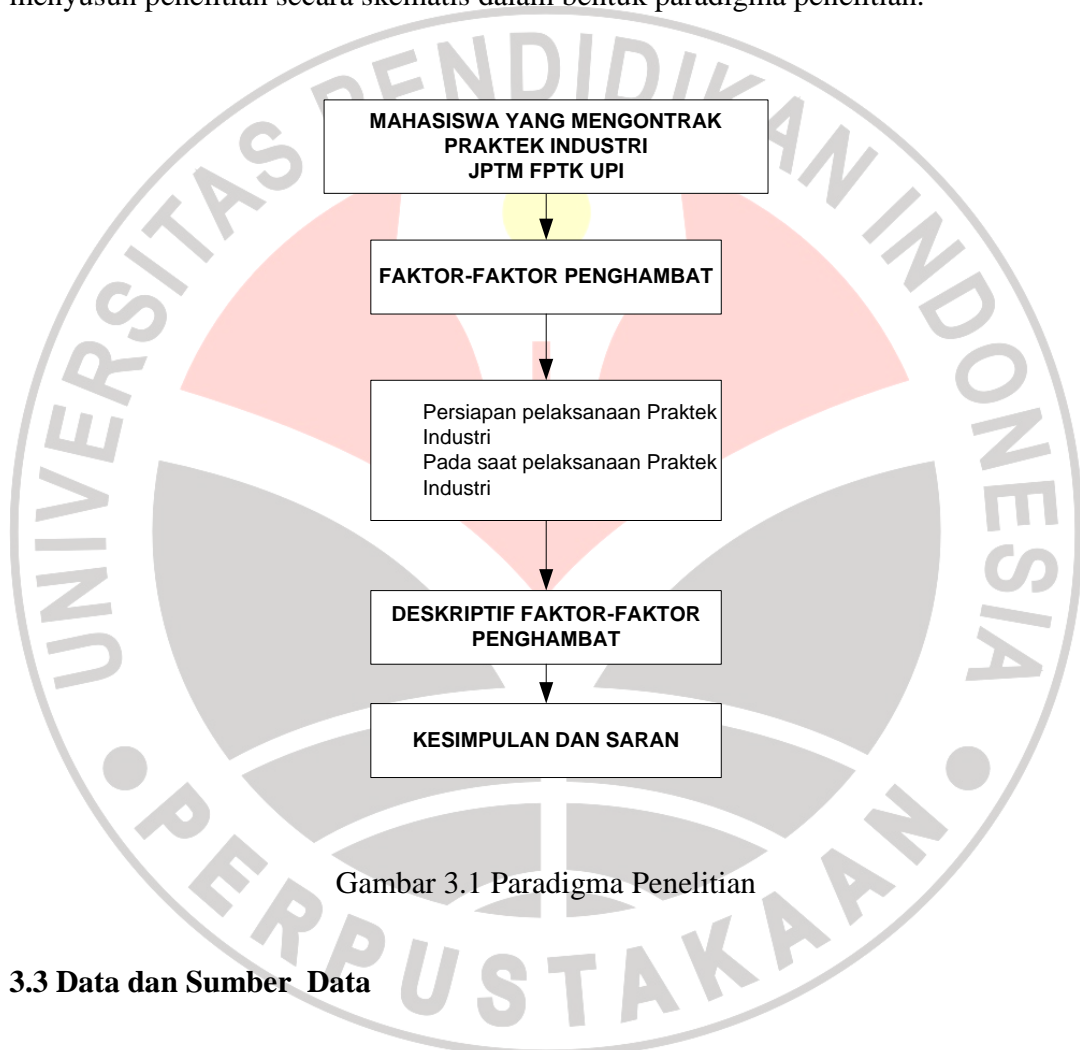 menyusun penelitian secara skematis dalam bentuk paradigma penelitian.
UNIVERSITAS PENDIDIKAN INDONESIA
MAHASISWA YANG MENGONTRAK
PRAKTEK INDUSTRI
JPTM FPTK UPI
FAKTOR-FAKTOR PENGHAMBAT
Persiapan pelaksanaan Praktek
Industri
Pada saat pelaksanaan Praktek
Industri
DESKRIPTIF FAKTOR-FAKTOR
PENGHAMBAT
KESIMPULAN DAN SARAN
Gambar 3.1 Paradigma Penelitian
PERPUSTAKAAN
3.3 Data dan Sumber Data